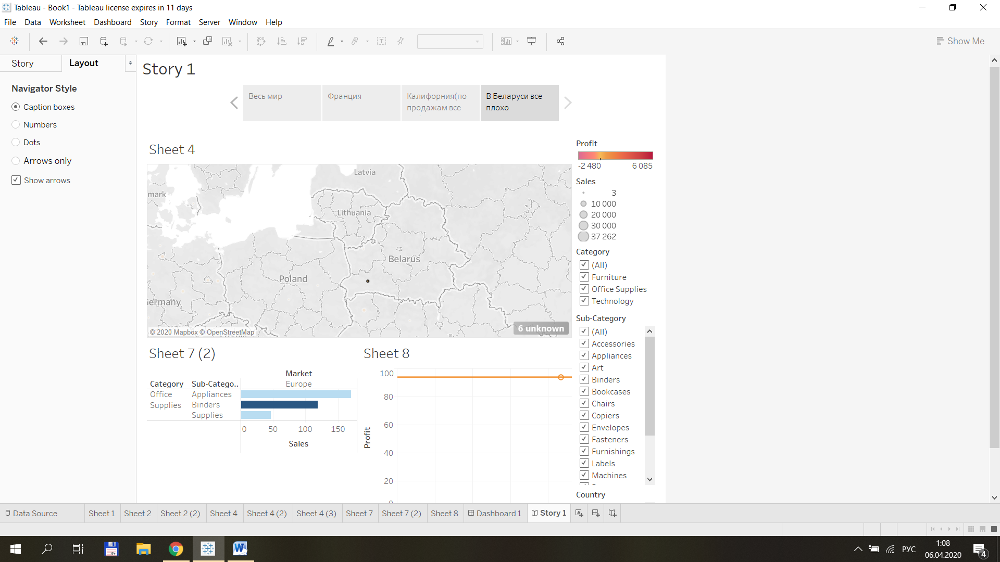 Tableau - Book1 - Tableau license expires in 11 days
File Data Worksheet Dashboard Story Format Server Window Help
Show Me
Story Layout
Navigator Style
Caption boxes
Numbers
Dots
Arrows only
Show arrows
Story 1
Весь мир
Франция
Калифорния(по
продажам все
В Беларуси все
плохо
Sheet 4
Latvia
mark
Lithuania
Belarus
Poland
Germany
© 2020 Mapbox © OpenStreetMap
6 unknown
Profit
-2 480 6 085
Sales
3
10 000
20 000
30 000
37 262
Category
(All)
Furniture
Office Supplies
Technology
Sub-Category
(All)
Accessories
Appliances
Art
Binders
Bookcases
Chairs
Copiers
Envelopes
Fasteners
Furnishings
Labels
Machines
Country
Sheet 7 (2)
Market
Category Sub-Catego.. Europe
Office Supplies
Appliances
Binders
Supplies
0 50 100 150
Sales
Sheet 8
100
80
60
40
20
0
Profit
Data Source Sheet 1 Sheet 2 Sheet 2 (2) Sheet 4 Sheet 4 (2) Sheet 4 (3) Sheet 7 Sheet 7 (2) Sheet 8 Dashboard 1 Story 1
64
РУС
1:08
06.04.2020
4